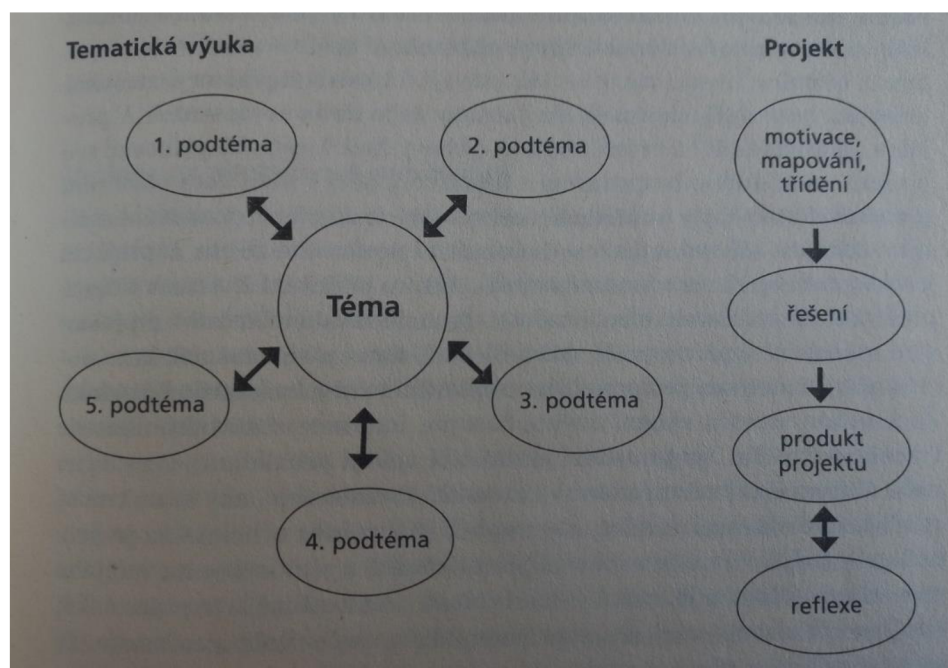 Tematická výuka
1. podtéma
2. podtéma
Téma
5. podtéma
3. podtéma
4. podtéma
Projekt
motivace,
mapování,
třídění
řešení
produkt
projektu
reflexe